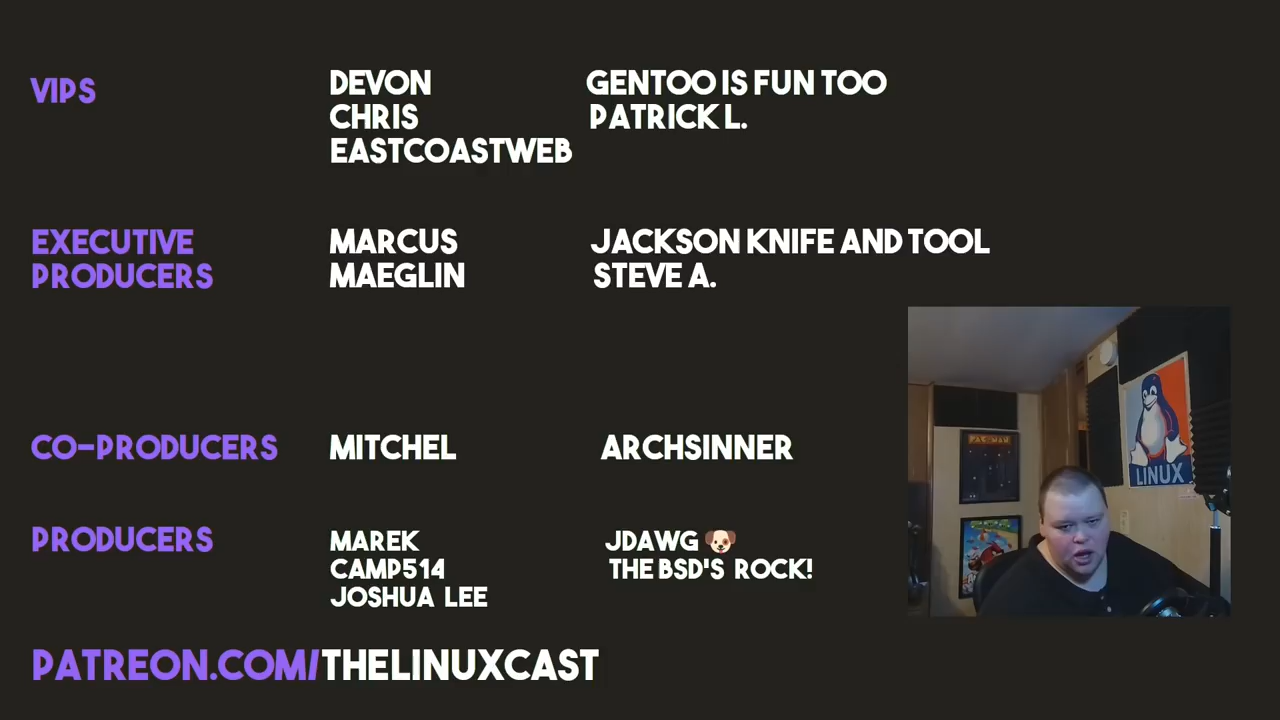 VIPS
DEVON GENTOO IS FUN TOO
CHRIS PATRICK L.
EASTCOASTWEB
EXECUTIVE
PRODUCERS
MARCUS JACKSON KNIFE AND TOOL
MAEGLIN STEVE A.
CO-PRODUCERS
MITCHEL ARCHSINNER
PAC-MAN
LINUX
PRODUCERS
MAREK JDAWG 🐶
CAMP514 THE BSD'S ROCK!
JOSHUA LEE
PATREON.COM/THELINUXCAST